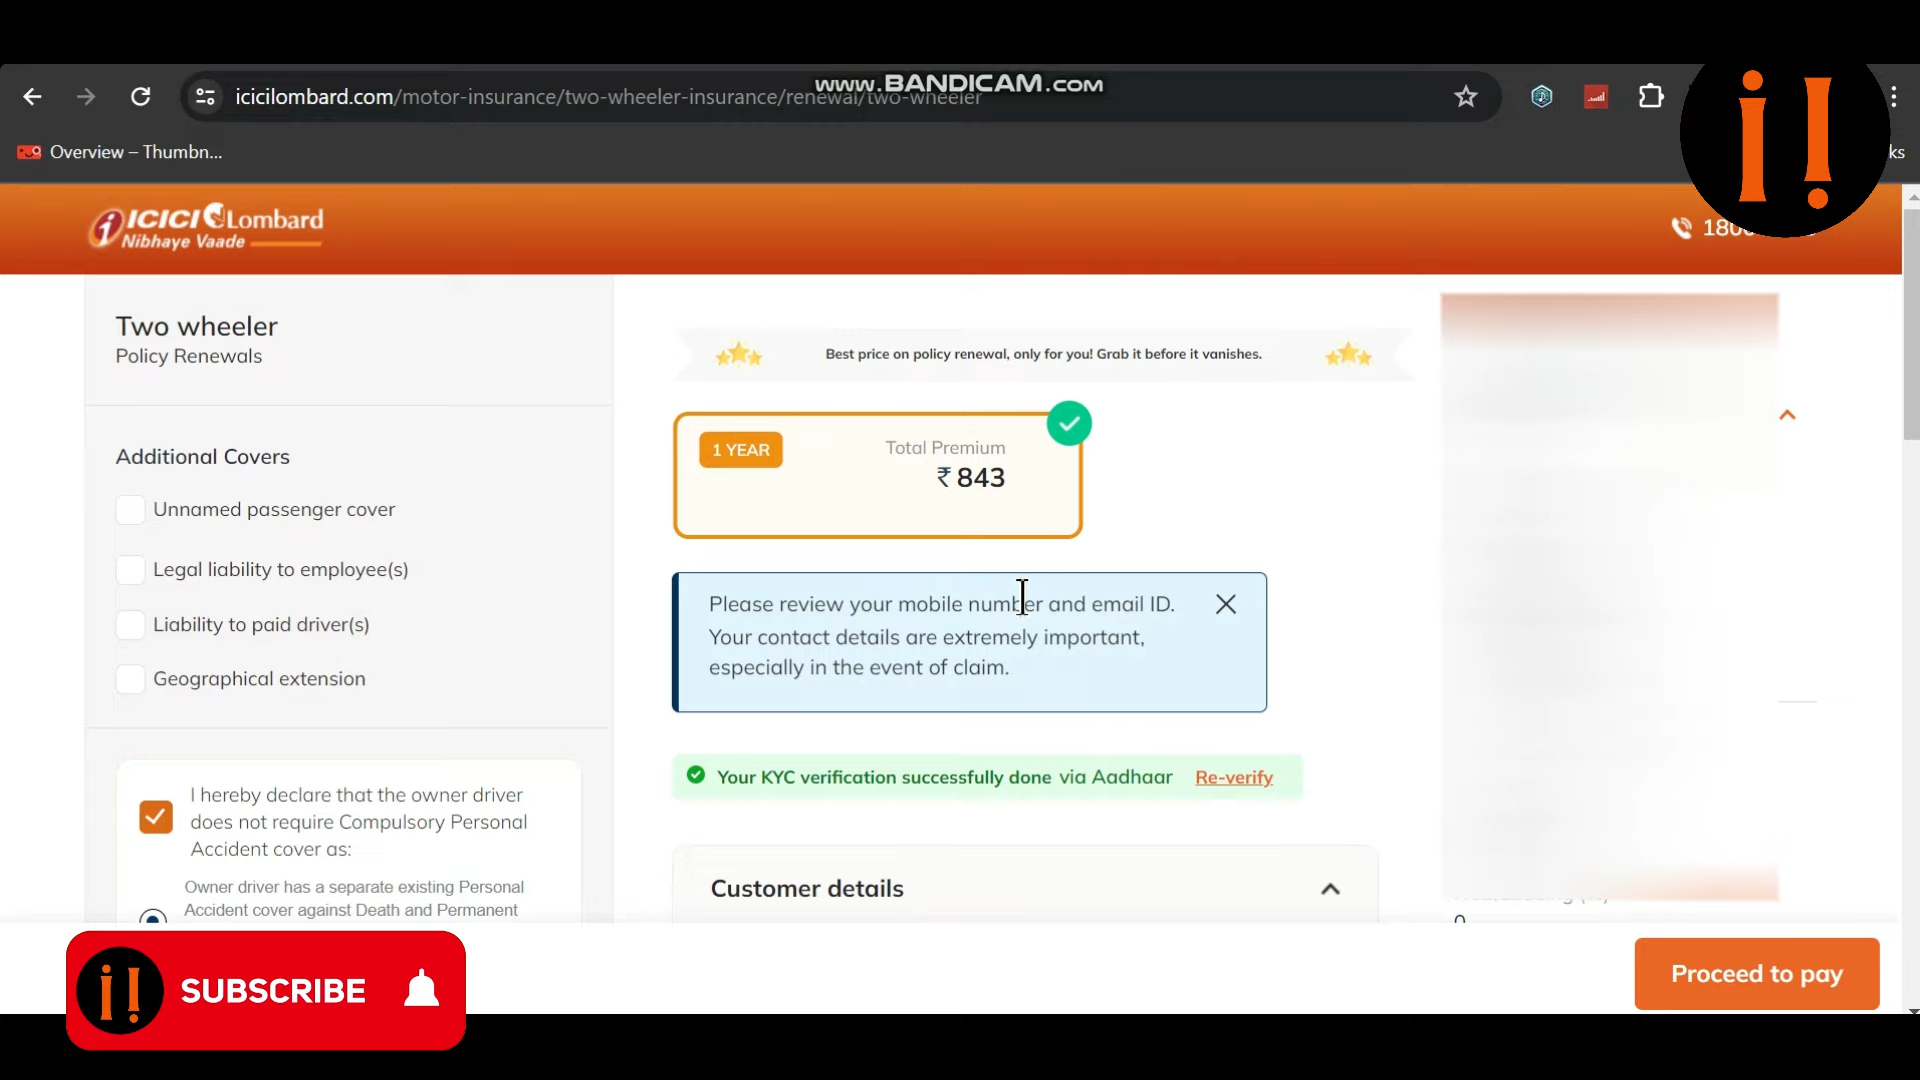 www.BANDICAM.com
icicilombard.com/motor-insurance/two-wheeler-insurance/renewal/two-wheeler
Overview – Thumbn...
ks
i!
ICICI Lombard
Nibhaye Vaade
Two wheeler
Policy Renewals
Best price on policy renewal, only for you! Grab it before it vanishes.
1 YEAR
Total Premium
₹ 843
Additional Covers
Unnamed passenger cover
Legal liability to employee(s)
Liability to paid driver(s)
Geographical extension
Please review your mobile number and email ID.
Your contact details are extremely important,
especially in the event of claim.
Your KYC verification successfully done via Aadhaar Re-verify
I hereby declare that the owner driver
does not require Compulsory Personal
Accident cover as:
Owner driver has a separate existing Personal
Accident cover against Death and Permanent
Customer details
0
i!
SUBSCRIBE
Proceed to pay